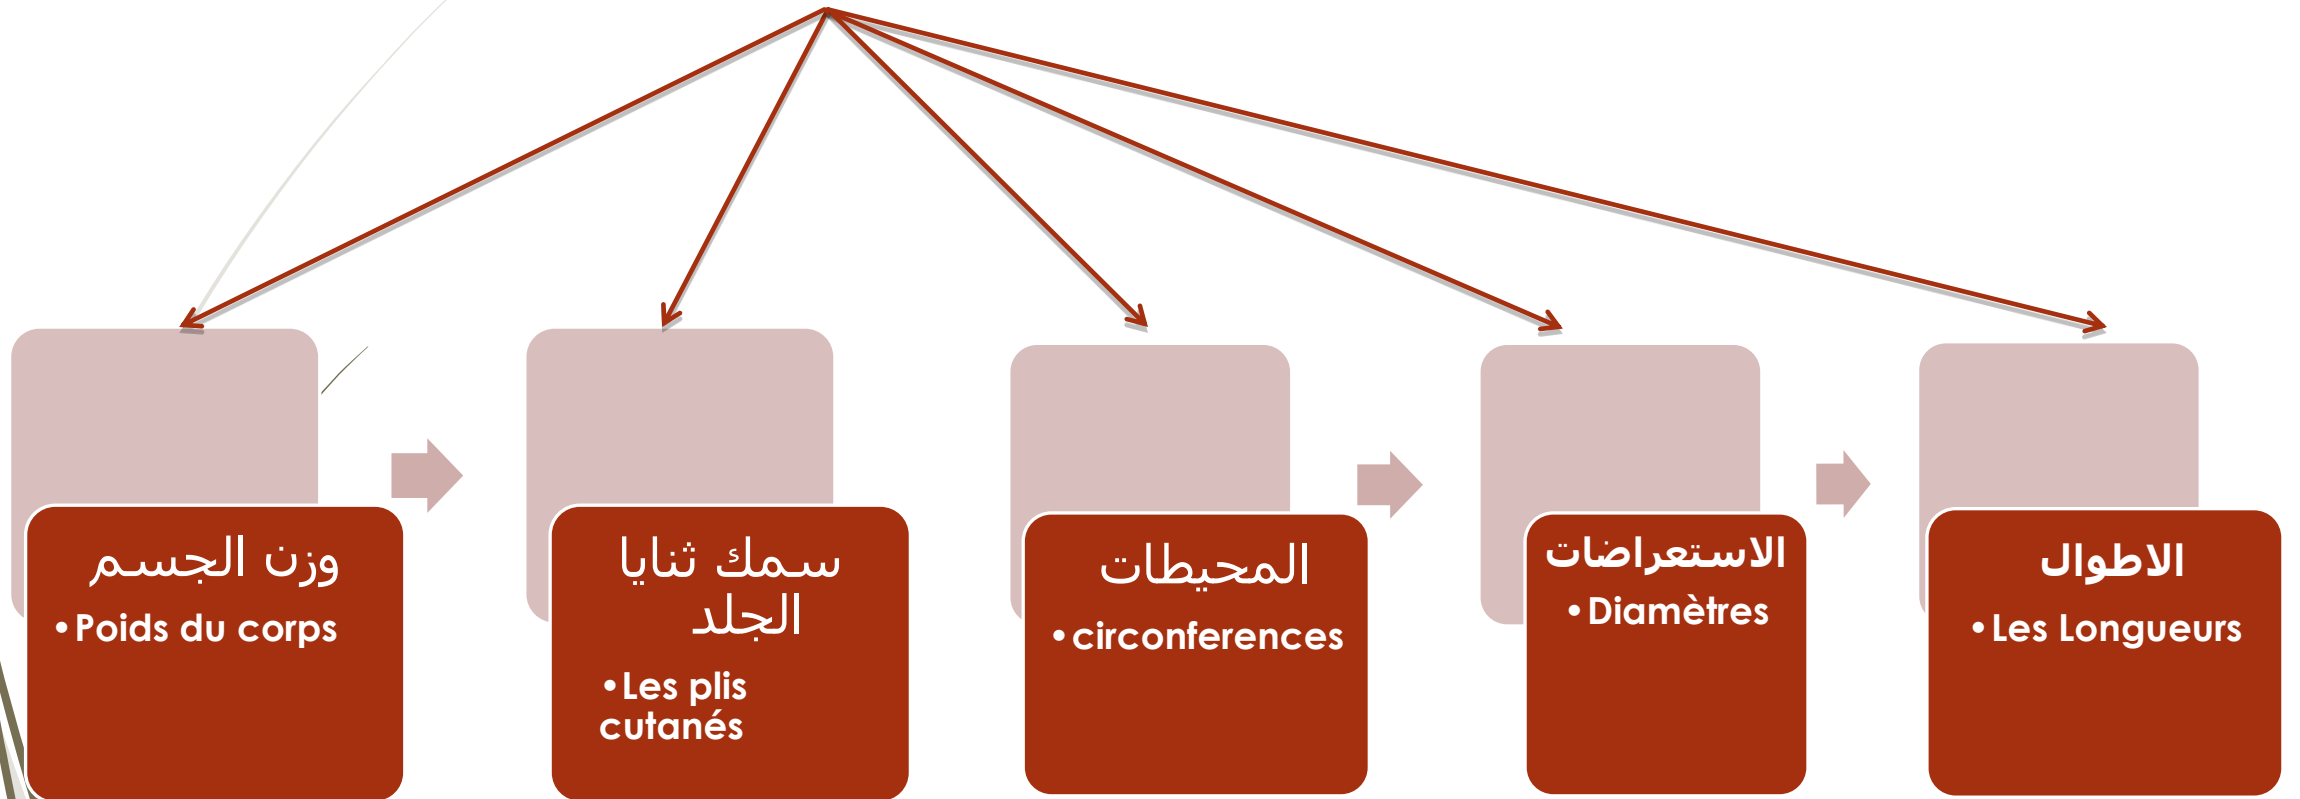 وزن الجسم
•Poids du corps
سمك ثنايا
الجلد
•Les plis
cutanés
المحيطات
•circonferences
الاستعراضات
•Diamètres
الاطوال
•Les Longueurs